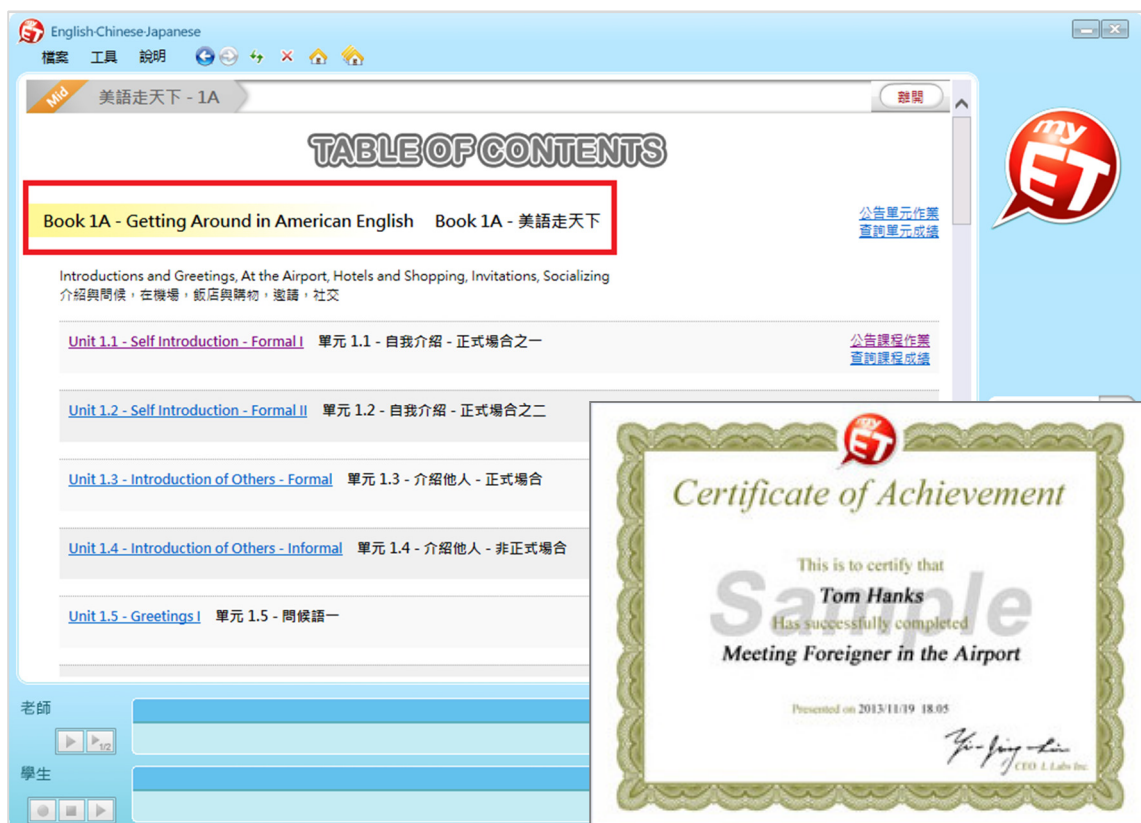 English-Chinese-Japanese
檔案 工具 說明
Mid 美語走天下 - 1A 離開
my ET
TABLE OF CONTENTS
Book 1A - Getting Around in American English Book 1A - 美語走天下
公告單元作業
查詢單元成績
Introductions and Greetings, At the Airport, Hotels and Shopping, Invitations, Socializing
介紹與問候，在機場，飯店與購物，邀請，社交
Unit 1.1 - Self Introduction - Formal I 單元 1.1 - 自我介紹 - 正式場合之一
公告課程作業
查詢課程成績
Unit 1.2 - Self Introduction - Formal II 單元 1.2 - 自我介紹 - 正式場合之二
Unit 1.3 - Introduction of Others - Formal 單元 1.3 - 介紹他人 - 正式場合
Unit 1.4 - Introduction of Others - Informal 單元 1.4 - 介紹他人 - 非正式場合
Unit 1.5 - Greetings I 單元 1.5 - 問候語一
老師
1/2
學生
my ET
Certificate of Achievement
This is to certify that
Sample
Tom Hanks
Has successfully completed
Meeting Foreigner in the Airport
Presented on 2013/11/19 18:05
Yi-Jing Lin
CEO L Labs Inc.